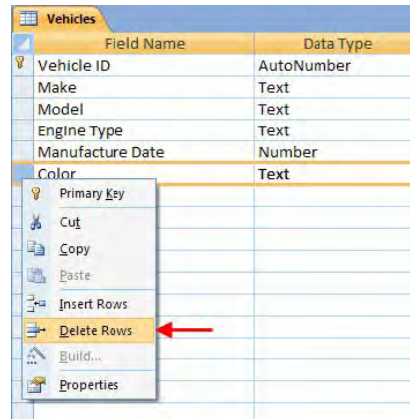 Vehicles
Field Name Data Type
Vehicle ID AutoNumber
Make Text
Model Text
Engine Type Text
Manufacture Date Number
Color Text
Primary Key
Cut
Copy
Paste
Insert Rows
Delete Rows
Build...
Properties